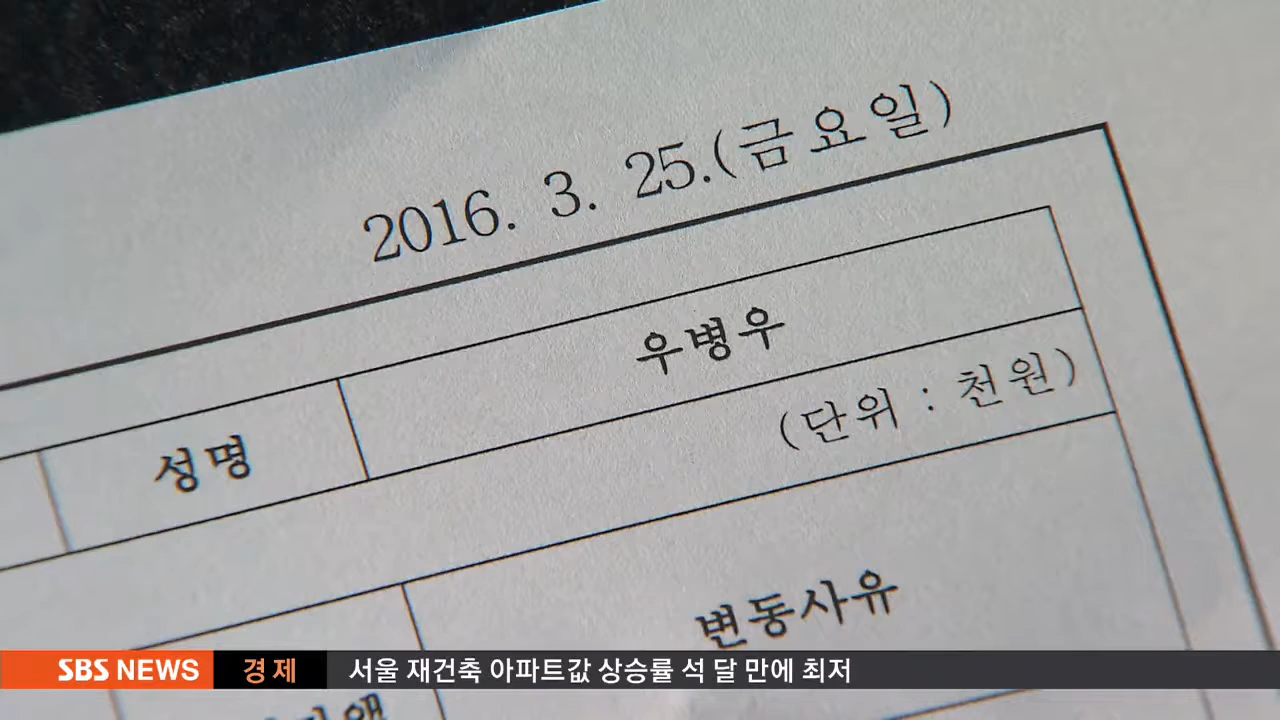 2016. 3. 25.(금요일)
성명 우병우
(단위 : 천원)
변동사유
SBS NEWS 경제 서울 재건축 아파트값 상승률 석 달 만에 최저